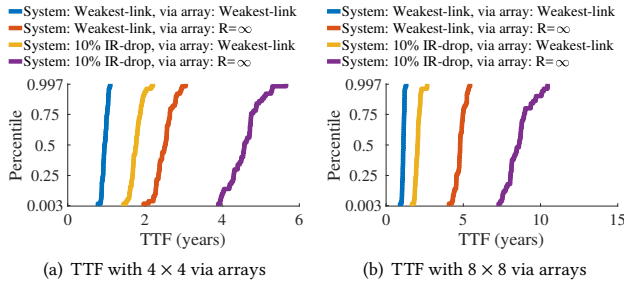 System: Weakest-link, via array: Weakest-link
System: Weakest-link, via array: R=∞
System: 10% IR-drop, via array: Weakest-link
System: 10% IR-drop, via array: R=∞
0.997
0.75
0.5
0.25
0.003
Percentile
0 2 4 6
TTF (years)
(a) TTF with 4 × 4 via arrays
System: Weakest-link, via array: Weakest-link
System: Weakest-link, via array: R=∞
System: 10% IR-drop, via array: Weakest-link
System: 10% IR-drop, via array: R=∞
0.997
0.75
0.5
0.25
0.003
Percentile
0 5 10 15
TTF (years)
(b) TTF with 8 × 8 via arrays